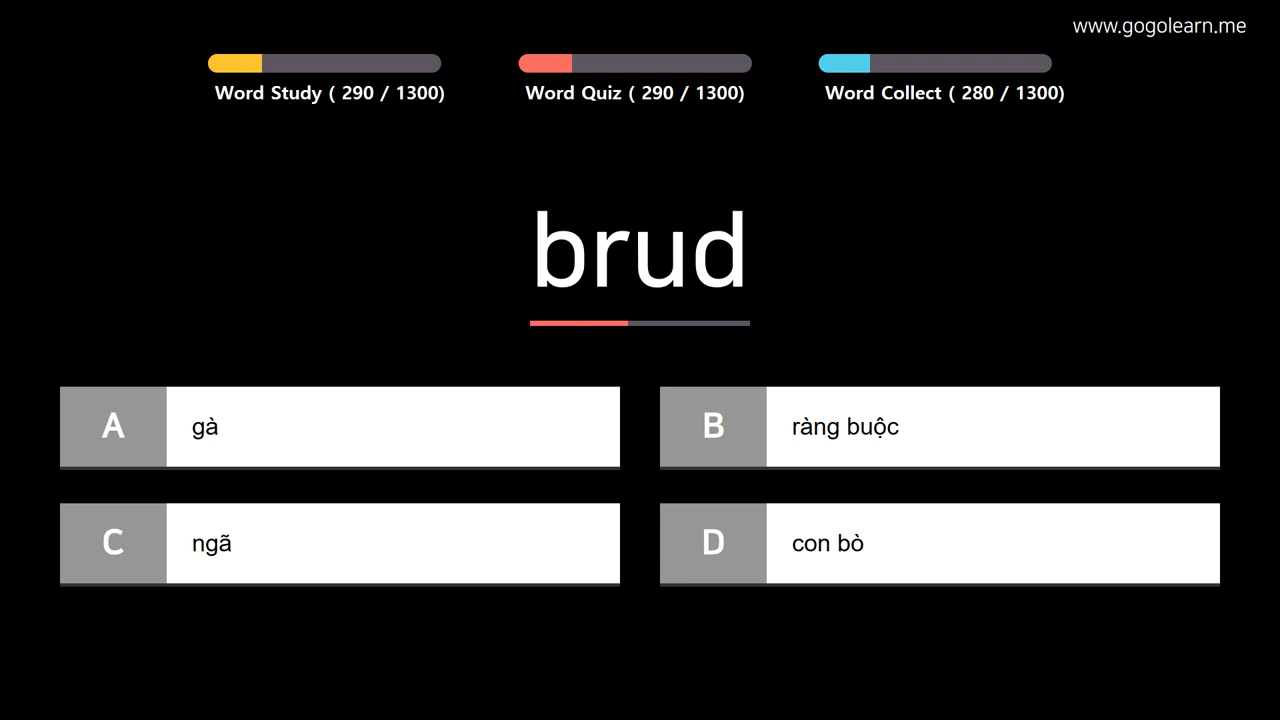 www.gogolearn.me
Word Study ( 290 / 1300)
Word Quiz ( 290 / 1300)
Word Collect ( 280 / 1300)
brud
A gà
B ràng buộc
C ngã
D con bò